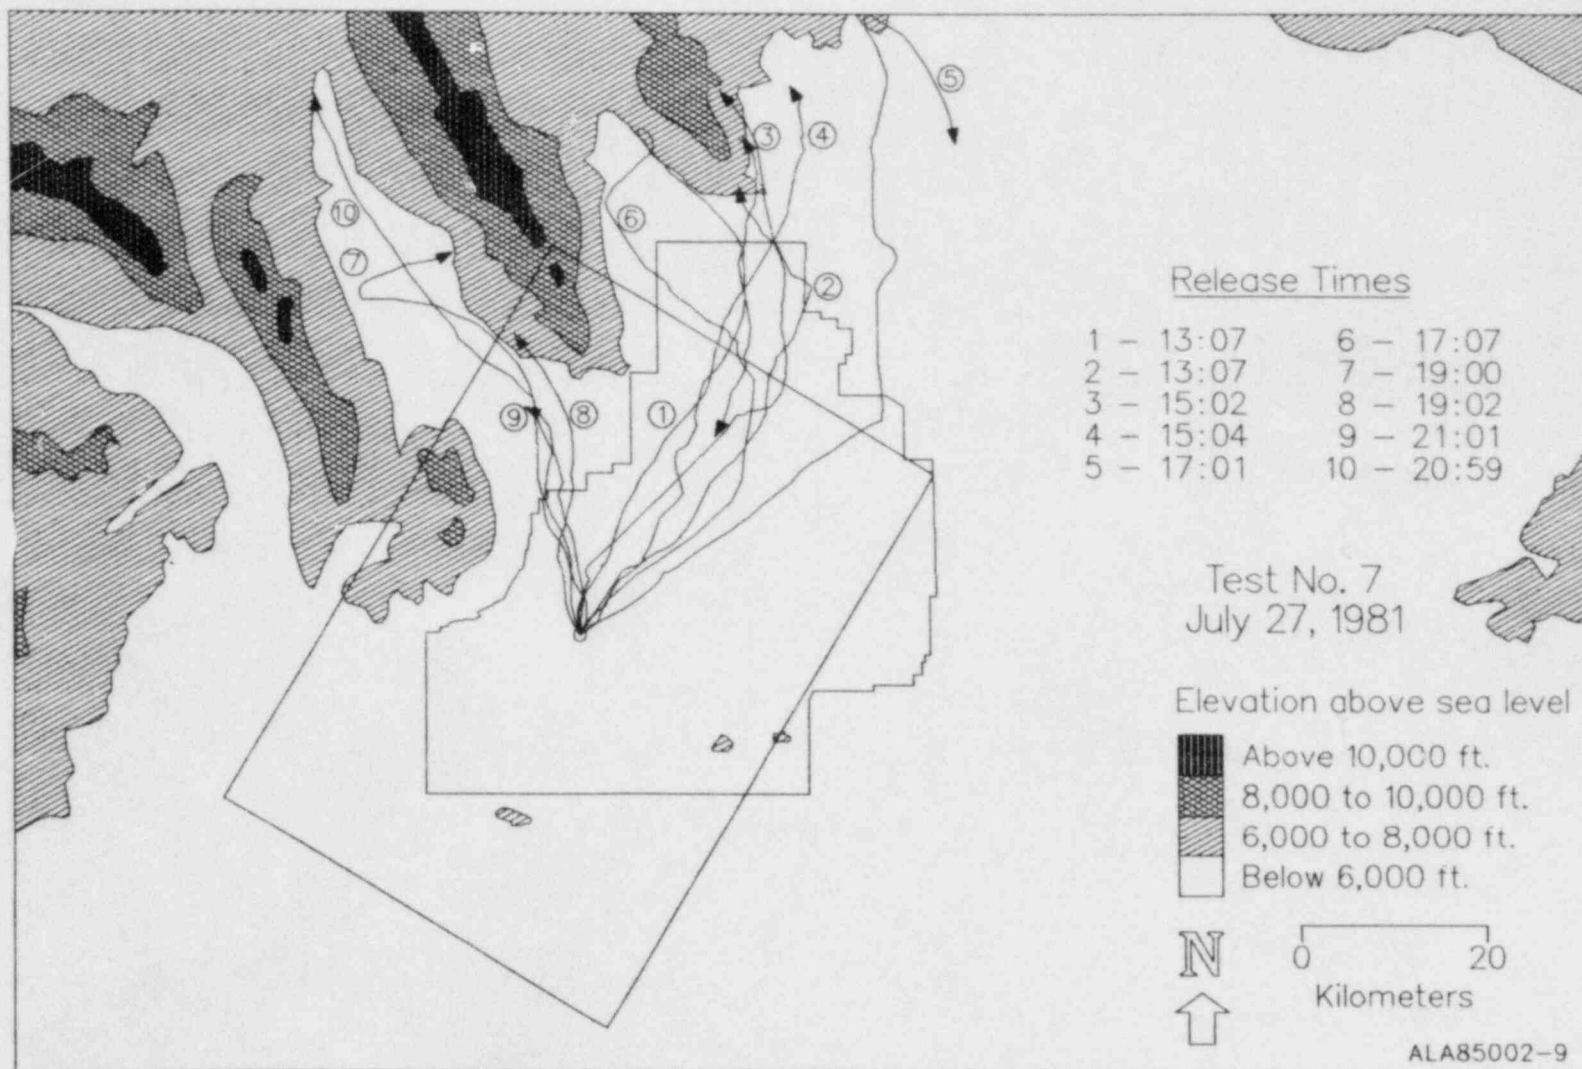 5
3
4
10
6
7
2
9
8
1
Release Times
1 – 13:07 6 – 17:07
2 – 13:07 7 – 19:00
3 – 15:02 8 – 19:02
4 – 15:04 9 – 21:01
5 – 17:01 10 – 20:59
Test No. 7
July 27, 1981
Elevation above sea level
Above 10,000 ft.
8,000 to 10,000 ft.
6,000 to 8,000 ft.
Below 6,000 ft.
N
0 20
Kilometers
ALA85002-9